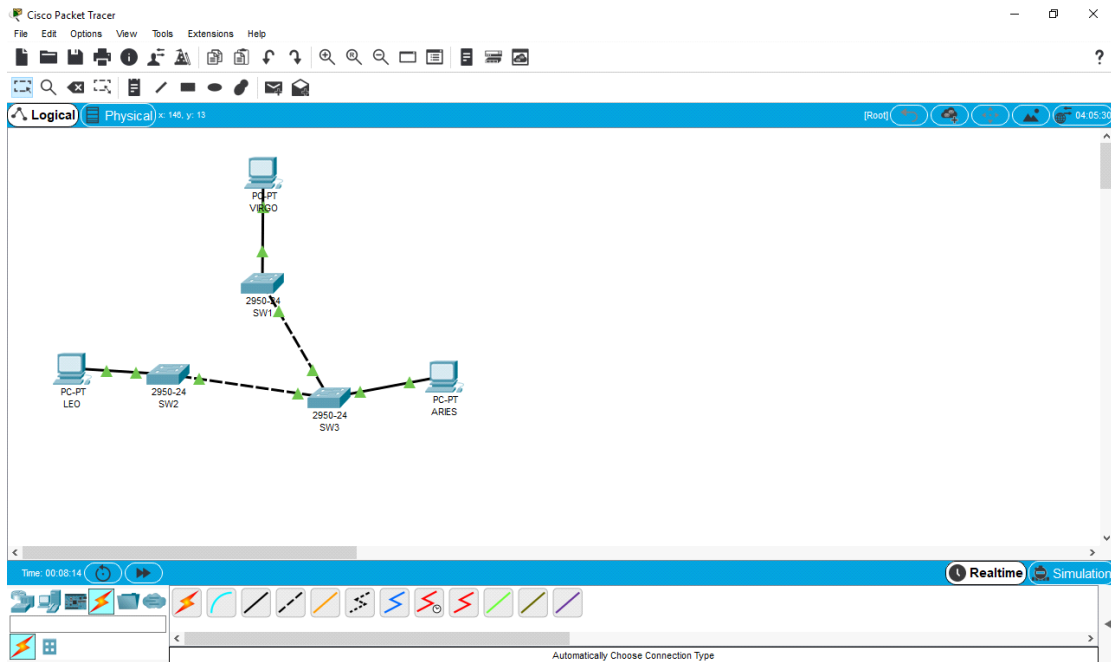 Cisco Packet Tracer
File Edit Options View Tools Extensions Help
?
Logical Physical x: 146, y: 13 [Root] 04:05:30
PC-PT
VIRGO
2950-24
SW1
PC-PT
LEO
2950-24
SW2
2950-24
SW3
PC-PT
ARIES
Time: 00:08:14 Realtime Simulation
Automatically Choose Connection Type